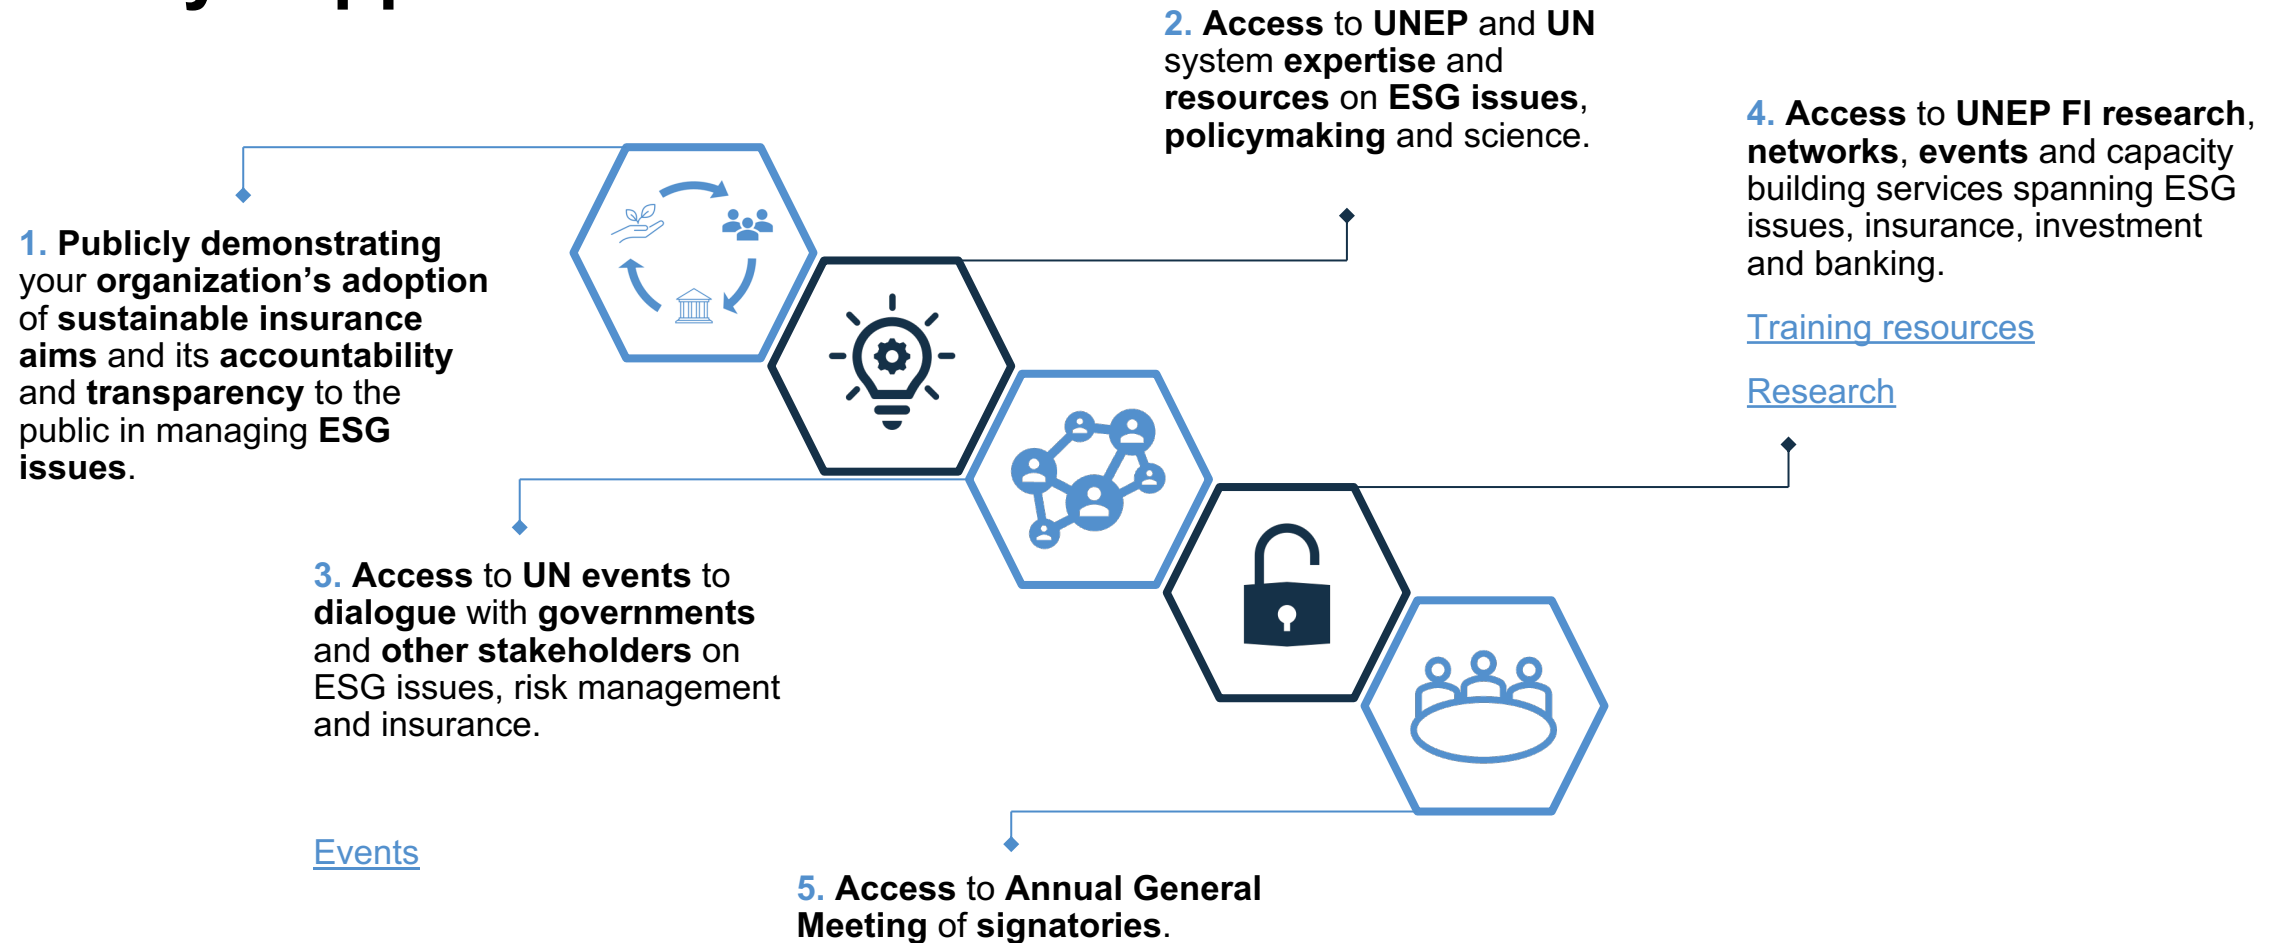 1. Publicly demonstrating
your organization’s adoption
of sustainable insurance
aims and its accountability
and transparency to the
public in managing ESG
issues.
2. Access to UNEP and UN
system expertise and
resources on ESG issues,
policymaking and science.
3. Access to UN events to
dialogue with governments
and other stakeholders on
ESG issues, risk management
and insurance.
Events
4. Access to UNEP FI research,
networks, events and capacity
building services spanning ESG
issues, insurance, investment
and banking.
Training resources
Research
5. Access to Annual General
Meeting of signatories.